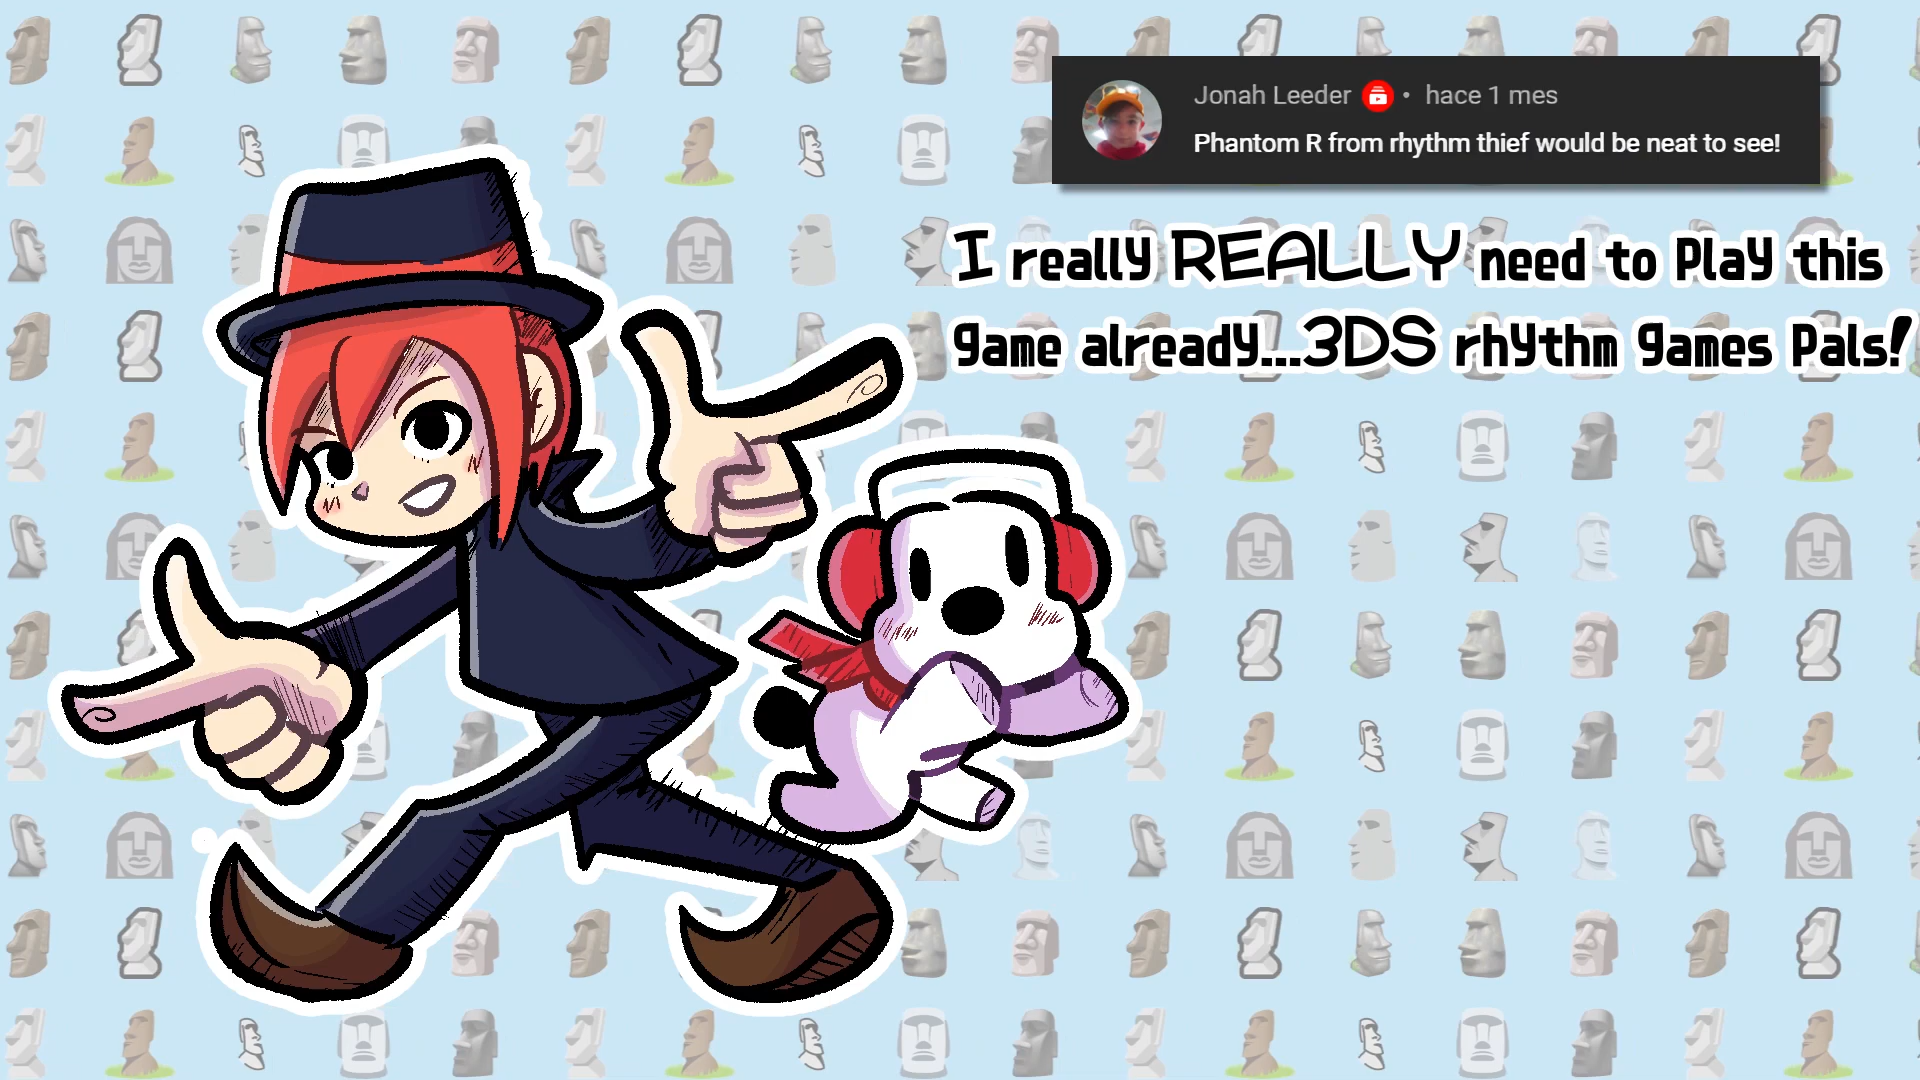 Jonah Leeder • hace 1 mes
Phantom R from rhythm thief would be neat to see!
I really REALLY need to Play this
game already...3DS rhythm games Pals!